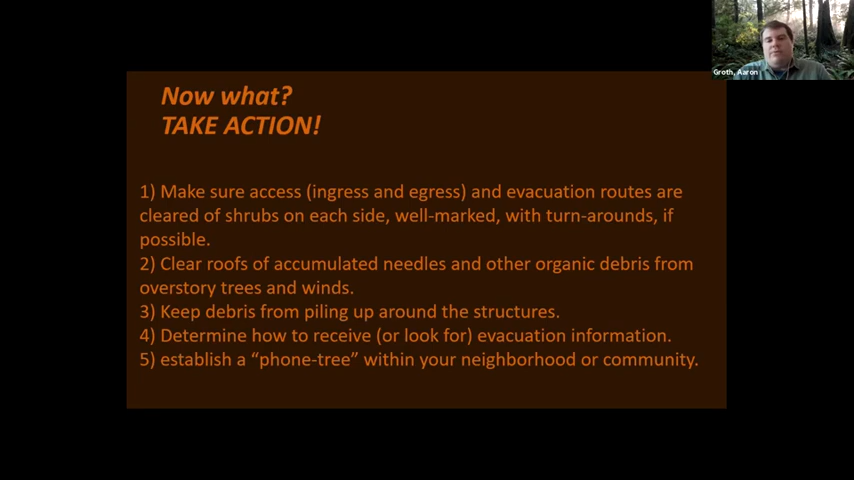 Groth, Aaron
Now what?
TAKE ACTION!
1) Make sure access (ingress and egress) and evacuation routes are
cleared of shrubs on each side, well-marked, with turn-arounds, if
possible.
2) Clear roofs of accumulated needles and other organic debris from
overstory trees and winds.
3) Keep debris from piling up around the structures.
4) Determine how to receive (or look for) evacuation information.
5) establish a “phone-tree” within your neighborhood or community.